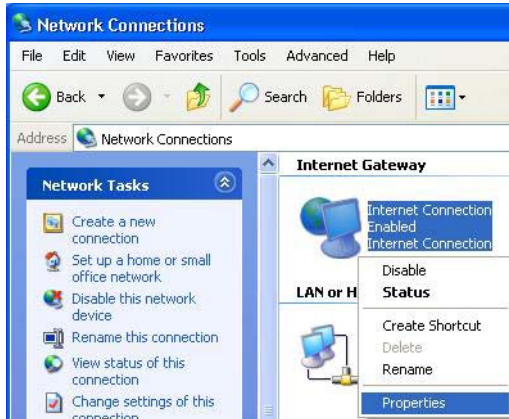 Network Connections
File Edit View Favorites Tools Advanced Help
Back Search Folders
Address Network Connections
Network Tasks
Create a new
connection
Set up a home or small
office network
Disable this network
device
Rename this connection
View status of this
connection
Change settings of this
connection
Internet Gateway
Internet Connection
Enabled
Internet Connection
LAN or H
Disable
Status
Create Shortcut
Delete
Rename
Properties